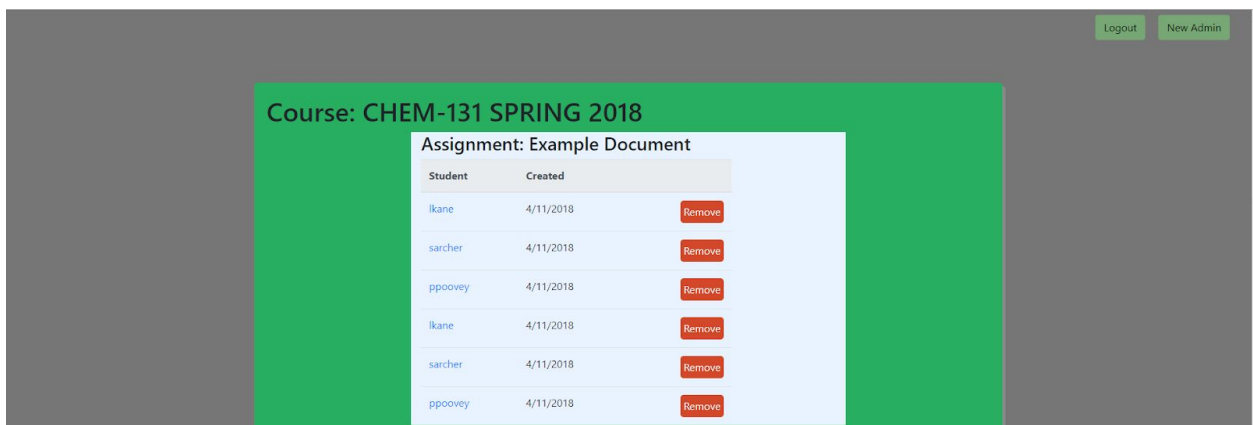 Logout New Admin
Course: CHEM-131 SPRING 2018
Assignment: Example Document
Student Created
lkane 4/11/2018 Remove
sarcher 4/11/2018 Remove
ppoovey 4/11/2018 Remove
lkane 4/11/2018 Remove
sarcher 4/11/2018 Remove
ppoovey 4/11/2018 Remove